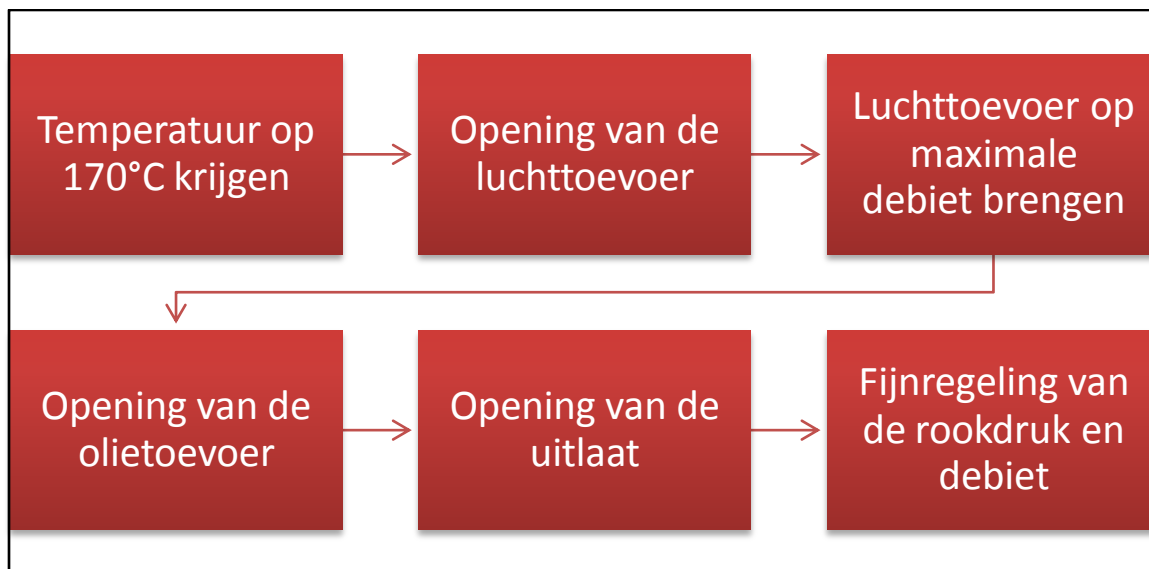 Temperatuur op
170°C krijgen
Opening van de
luchttoevoer
Luchttoevoer op
maximale
debiet brengen
Opening van de
olietoevoer
Opening van de
uitlaat
Fijnregeling van
de rookdruk en
debiet